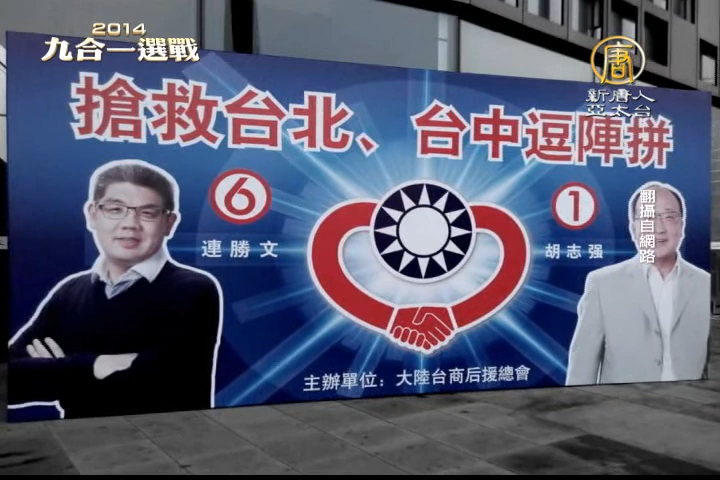 2014
九合一選戰
唐
新唐人
亞太台
搶救台北、台中逗陣拼
6
連勝文
1
胡志强
翻攝自網路
主辦單位：大陸台商后援總會